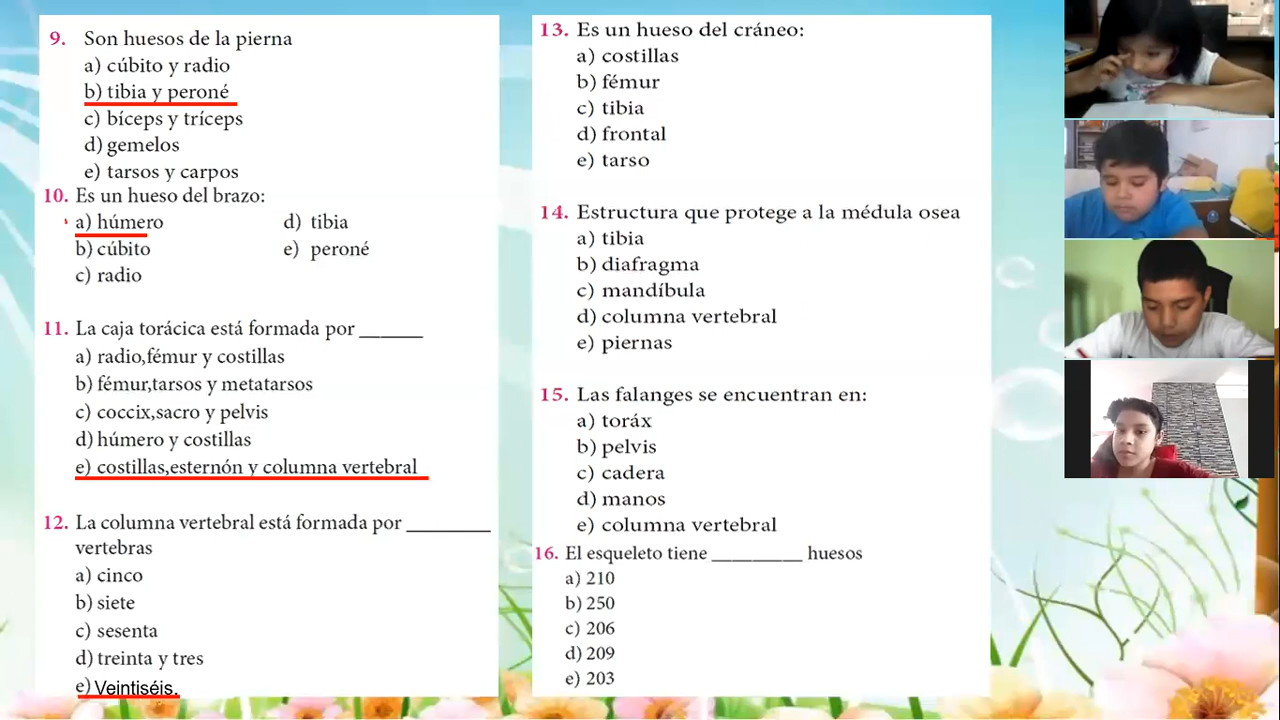 9. Son huesos de la pierna
a) cúbito y radio
b) tibia y peroné
c) bíceps y tríceps
d) gemelos
e) tarsos y carpos
10. Es un hueso del brazo:
a) húmero d) tibia
b) cúbito e) peroné
c) radio
11. La caja torácica está formada por ______
a) radio,fémur y costillas
b) fémur,tarsos y metatarsos
c) coccix,sacro y pelvis
d) húmero y costillas
e) costillas,esternón y columna vertebral
12. La columna vertebral está formada por ________
vertebras
a) cinco
b) siete
c) sesenta
d) treinta y tres
e) Veintiséis.
13. Es un hueso del cráneo:
a) costillas
b) fémur
c) tibia
d) frontal
e) tarso
14. Estructura que protege a la médula osea
a) tibia
b) diafragma
c) mandíbula
d) columna vertebral
e) piernas
15. Las falanges se encuentran en:
a) toráx
b) pelvis
c) cadera
d) manos
e) columna vertebral
16. El esqueleto tiene _________ huesos
a) 210
b) 250
c) 206
d) 209
e) 203